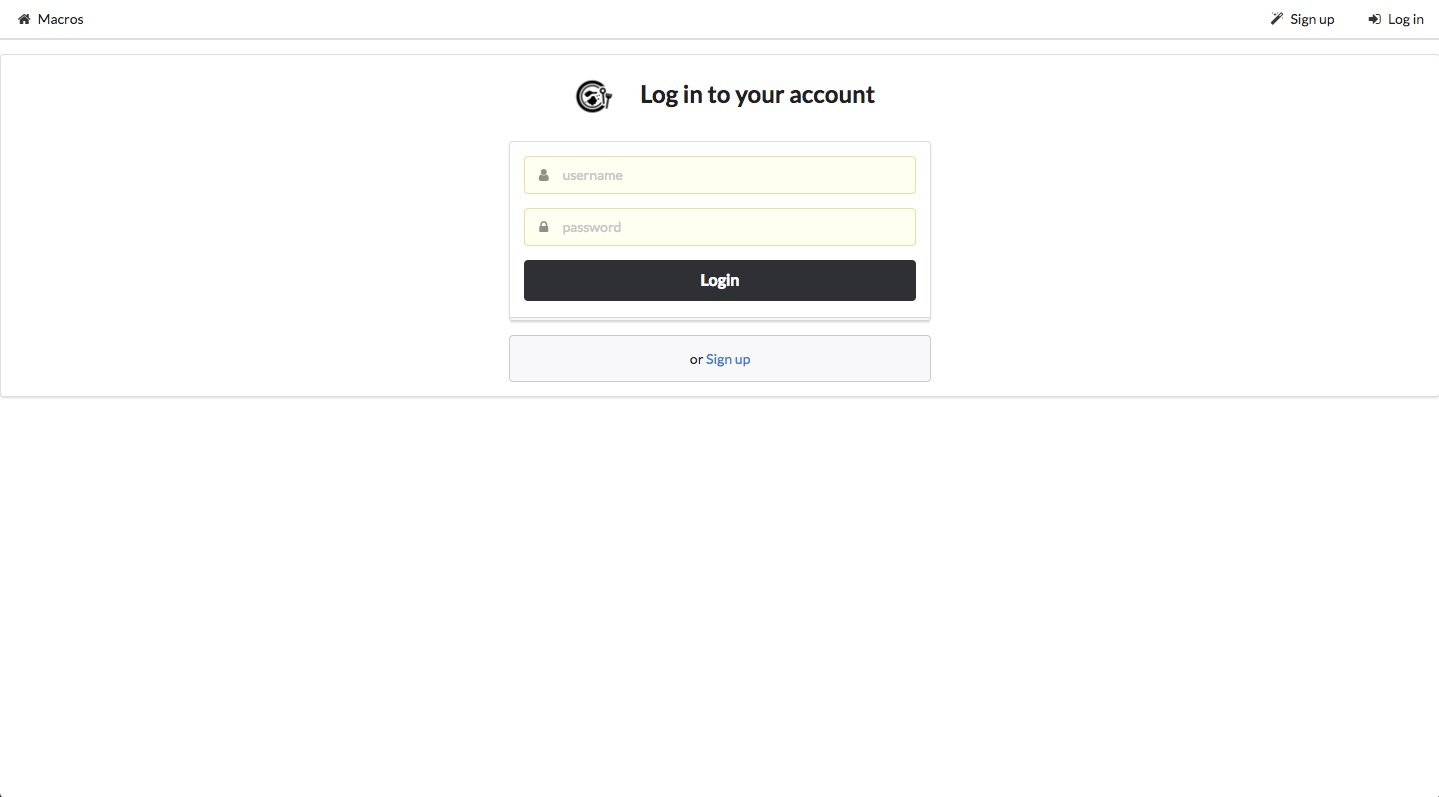 Macros
Sign up
Log in
Log in to your account
username
password
Login
or Sign up